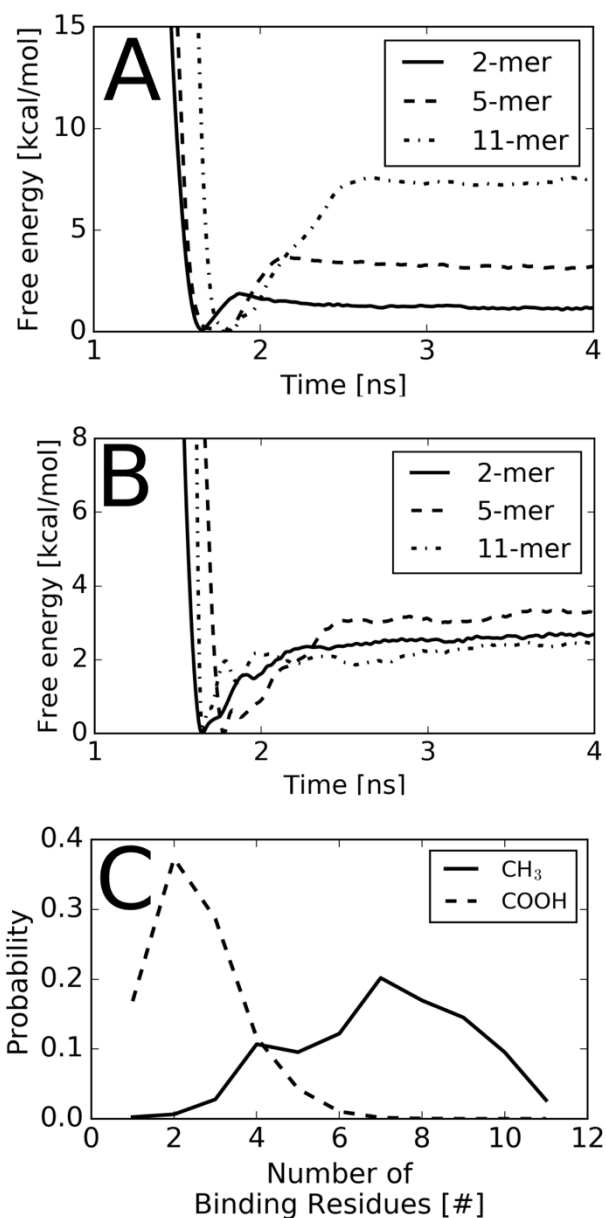 A
15
10
5
0
Free energy [kcal/mol]
2-mer
5-mer
11-mer
1 2 3 4
Time [ns]
B
8
6
4
2
0
Free energy [kcal/mol]
2-mer
5-mer
11-mer
1 2 3 4
Time [ns]
C
0.4
0.3
0.2
0.1
0.0
Probability
CH₃
COOH
0 2 4 6 8 10 12
Number of
Binding Residues [#]